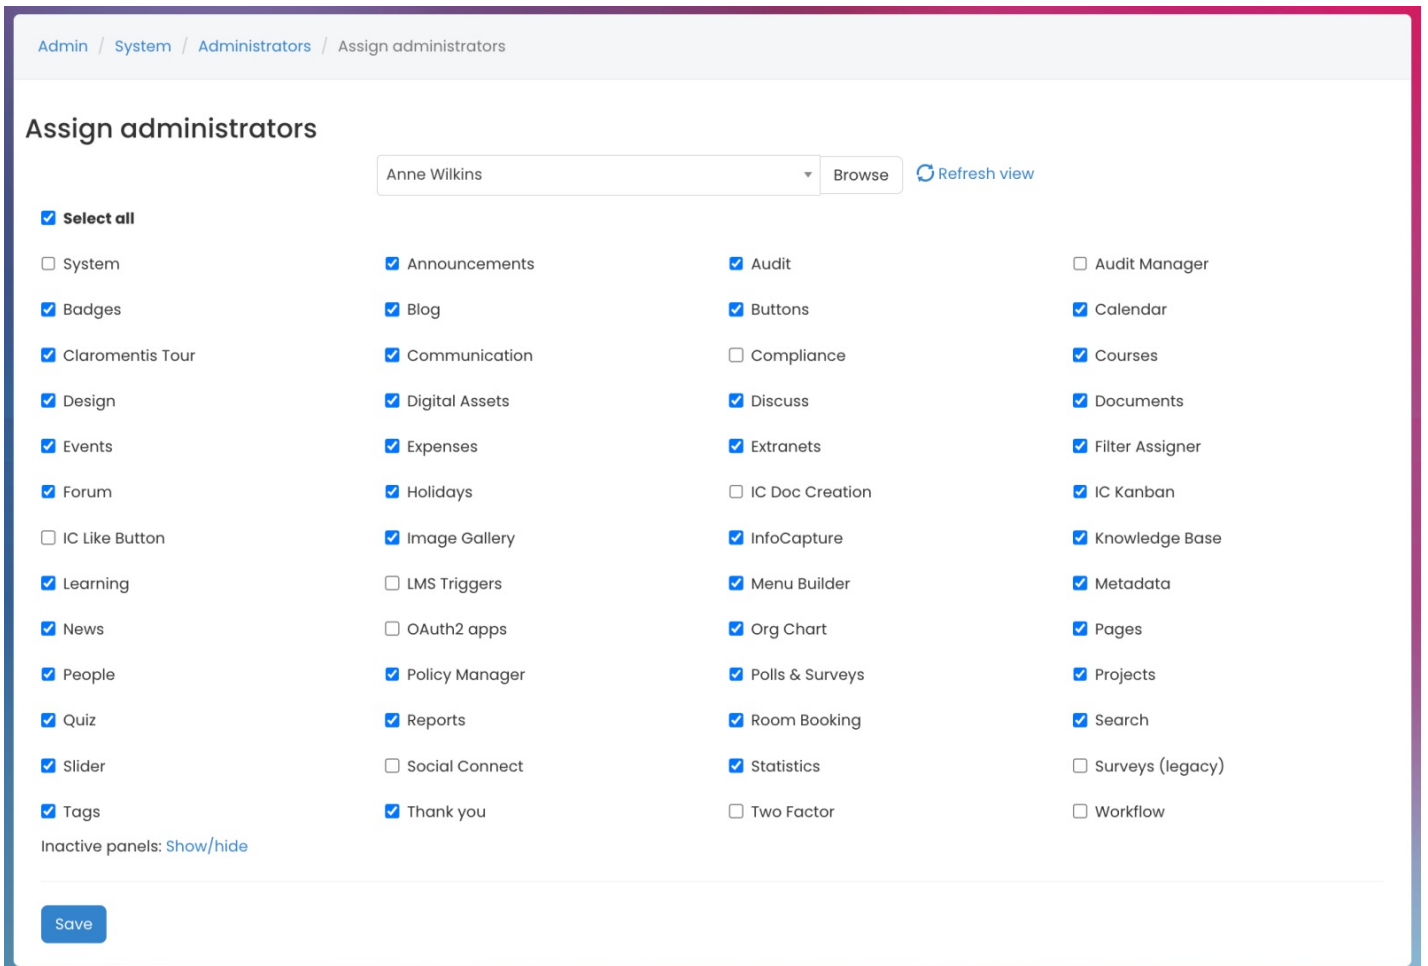 Admin / System / Administrators / Assign administrators
Assign administrators
Anne Wilkins Browse Refresh view
Select all
System Announcements Audit Audit Manager
Badges Blog Buttons Calendar
Claromentis Tour Communication Compliance Courses
Design Digital Assets Discuss Documents
Events Expenses Extranets Filter Assigner
Forum Holidays IC Doc Creation IC Kanban
IC Like Button Image Gallery InfoCapture Knowledge Base
Learning LMS Triggers Menu Builder Metadata
News OAuth2 apps Org Chart Pages
People Policy Manager Polls & Surveys Projects
Quiz Reports Room Booking Search
Slider Social Connect Statistics Surveys (legacy)
Tags Thank you Two Factor Workflow
Inactive panels: Show/hide
Save